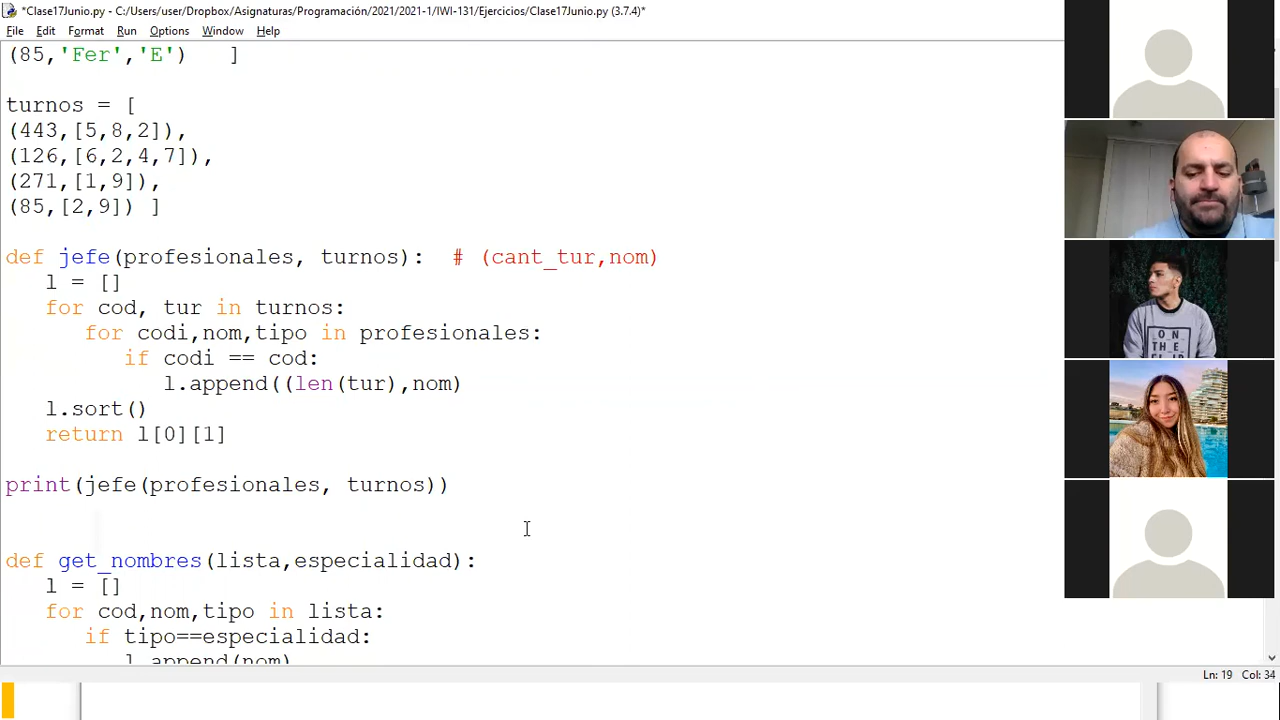 *Clase17Junio.py - C:/Users/user/Dropbox/Asignaturas/Programación/2021/2021-1/IWI-131/Ejercicios/Clase17Junio.py (3.7.4)*
File Edit Format Run Options Window Help
(85,'Fer','E')   ]
turnos = [
(443,[5,8,2]),
(126,[6,2,4,7]),
(271,[1,9]),
(85,[2,9]) ]
def jefe(profesionales, turnos):  # (cant_tur,nom)
l = []
for cod, tur in turnos:
for codi,nom,tipo in profesionales:
if codi == cod:
l.append((len(tur),nom)
l.sort()
return l[0][1]
print(jefe(profesionales, turnos))
def get_nombres(lista,especialidad):
l = []
for cod,nom,tipo in lista:
if tipo==especialidad:
l.append(nom)
Ln: 19 Col: 34
ON
THE